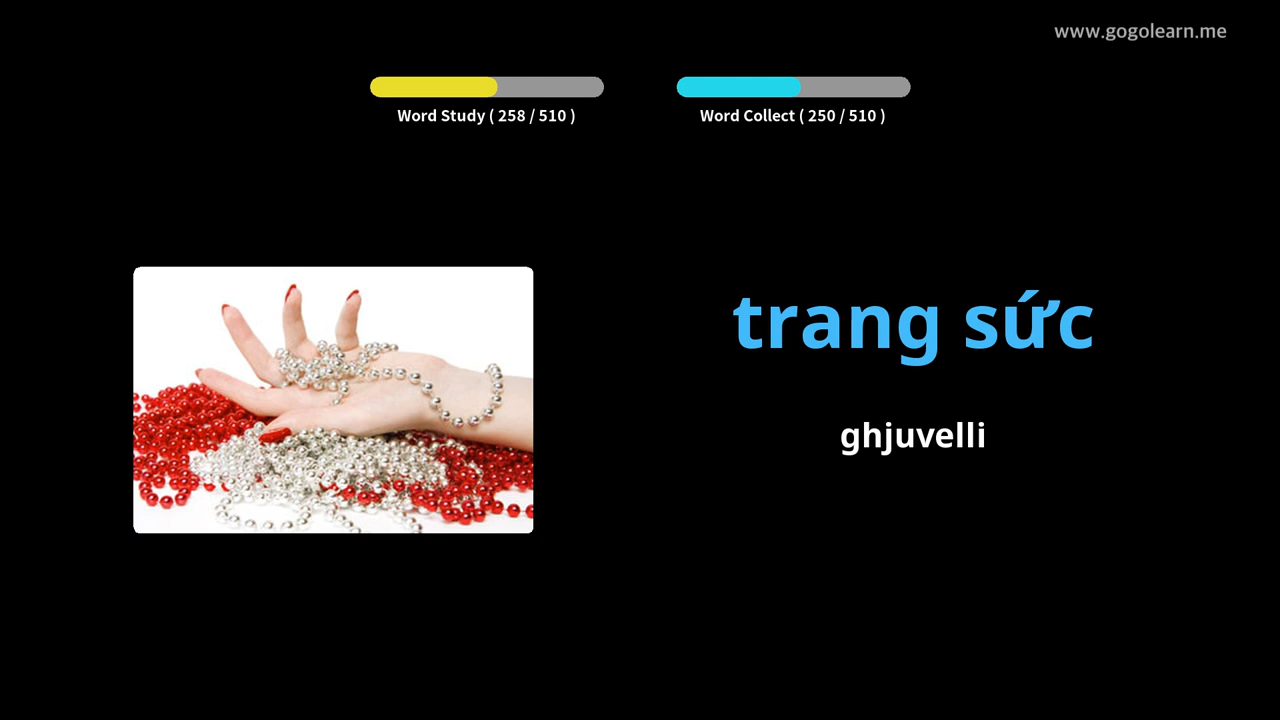 www.gogolearn.me
Word Study ( 258 / 510 )
Word Collect ( 250 / 510 )
trang sức
ghjuvelli